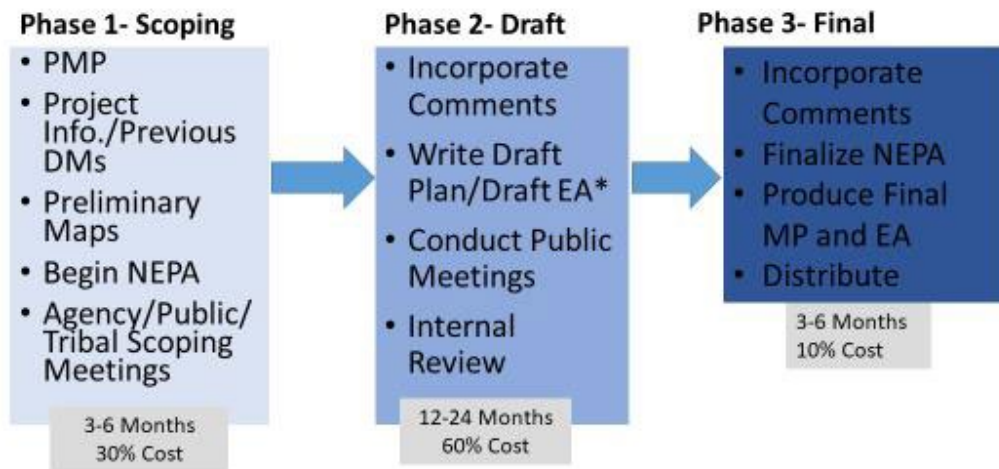 Phase 1- Scoping
• PMP
• Project
Info./Previous
DMs
• Preliminary
Maps
• Begin NEPA
• Agency/Public/
Tribal Scoping
Meetings
3-6 Months
30% Cost
Phase 2- Draft
• Incorporate
Comments
• Write Draft
Plan/Draft EA*
• Conduct Public
Meetings
• Internal
Review
12-24 Months
60% Cost
Phase 3- Final
• Incorporate
Comments
• Finalize NEPA
• Produce Final
MP and EA
• Distribute
3-6 Months
10% Cost